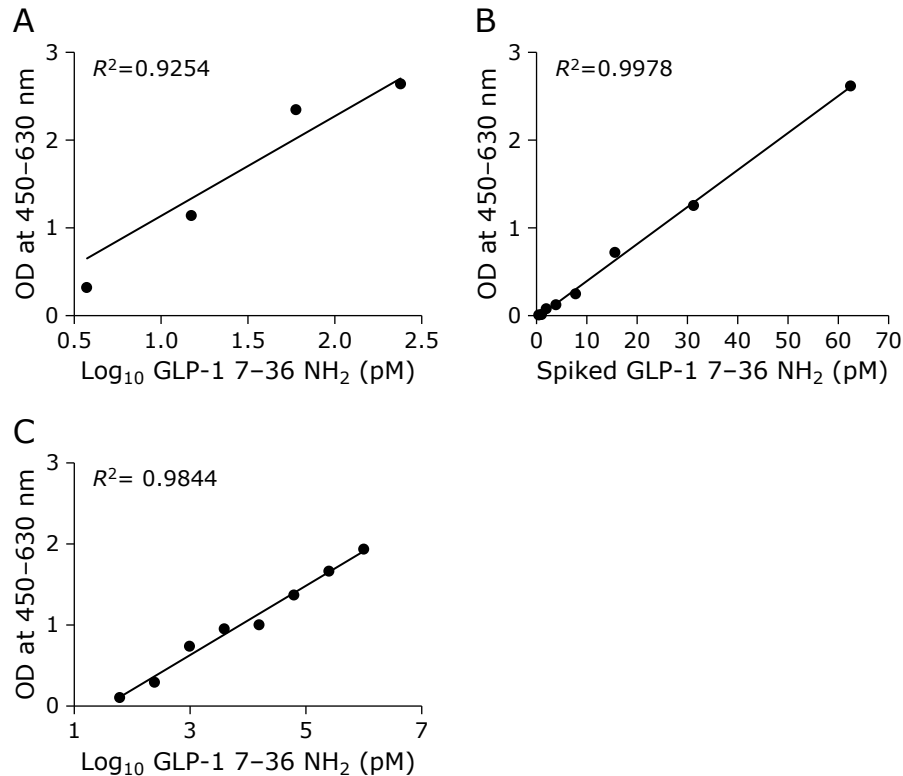 A
R²=0.9254
OD at 450–630 nm
3
2
1
0
0.5 1.0 1.5 2.0 2.5
Log₁₀ GLP-1 7–36 NH₂ (pM)
B
R²=0.9978
OD at 450–630 nm
3
2
1
0
0 10 20 30 40 50 60 70
Spiked GLP-1 7–36 NH₂ (pM)
C
R²= 0.9844
OD at 450–630 nm
3
2
1
0
1 3 5 7
Log₁₀ GLP-1 7–36 NH₂ (pM)